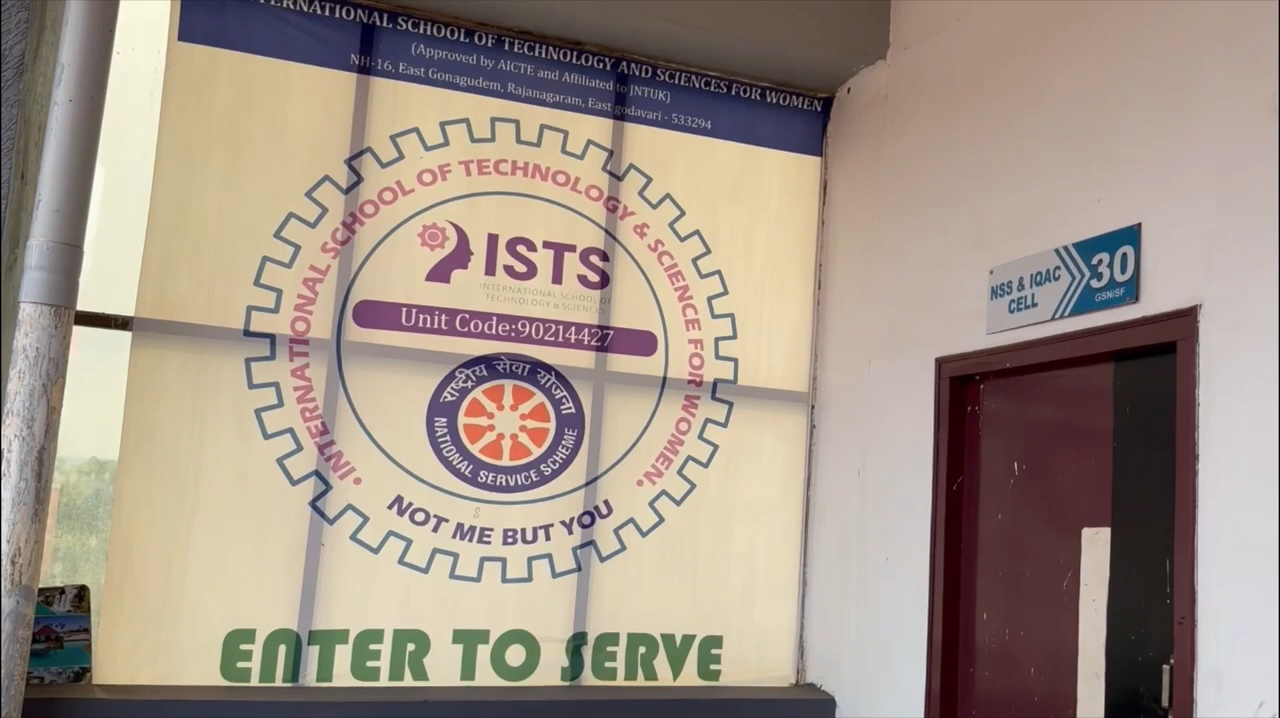 INTERNATIONAL SCHOOL OF TECHNOLOGY AND SCIENCES FOR WOMEN
(Approved by AICTE and Affiliated to JNTUK)
NH-16, East Gonagudem, Rajanagaram, East godavari - 533294
INTERNATIONAL SCHOOL OF TECHNOLOGY & SCIENCE FOR WOMEN.
ISTS
INTERNATIONAL SCHOOL OF
TECHNOLOGY & SCIENCES
Unit Code:90214427
राष्ट्रीय सेवा योजना
NATIONAL SERVICE SCHEME
NOT ME BUT YOU
ENTER TO SERVE
NSS & IQAC
CELL
30
GSN/SF